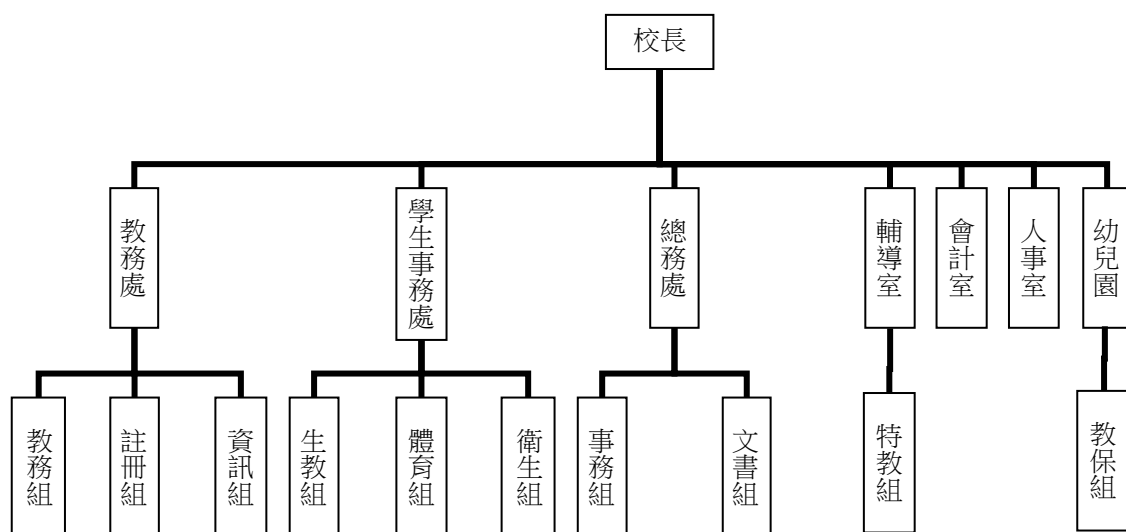 校長
教務處
學生事務處
總務處
輔導室
會計室
人事室
幼兒園
教務組
註冊組
資訊組
生教組
體育組
衛生組
事務組
文書組
特教組
教保組